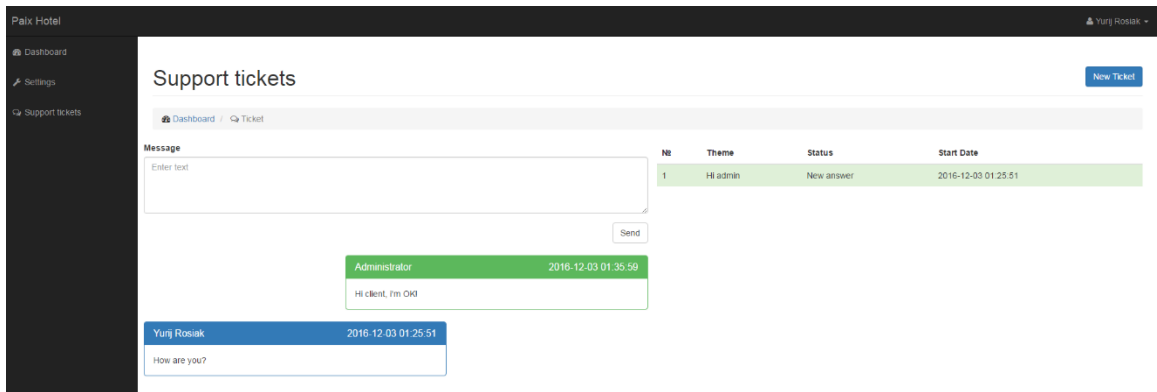 Paix Hotel
Yurij Rosiak
Dashboard
Settings
Support tickets
Support tickets
New Ticket
Dashboard / Ticket
Message
Enter text
Send
Administrator 2016-12-03 01:35:59
Hi client, I'm OK!
Yurij Rosiak 2016-12-03 01:25:51
How are you?
№ Theme Status Start Date
1 Hi admin New answer 2016-12-03 01:25:51